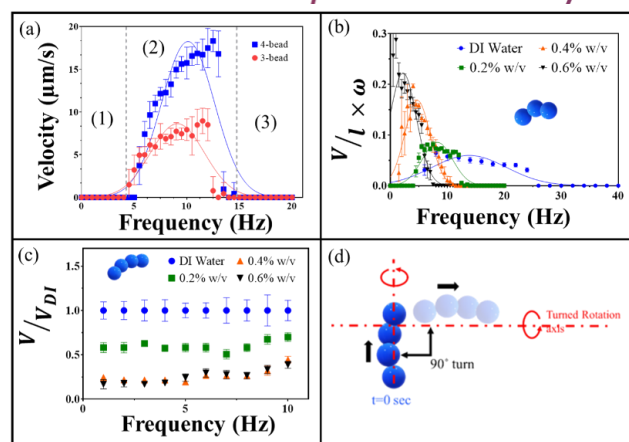 (a)
4-bead
3-bead
(2)
(1)
(3)
Velocity (μm/s)
20
15
10
5
0
0 5 10 15 20
Frequency (Hz)
(b)
DI Water
0.4% w/v
0.2% w/v
0.6% w/v
V/l × ω
0.3
0.2
0.1
0.0
0 10 20 30 40
Frequency (Hz)
(c)
DI Water
0.4% w/v
0.2% w/v
0.6% w/v
V/V_DI
1.5
1.0
0.5
0.0
0 5 10
Frequency (Hz)
(d)
Turned Rotation
axis
90° turn
t=0 sec